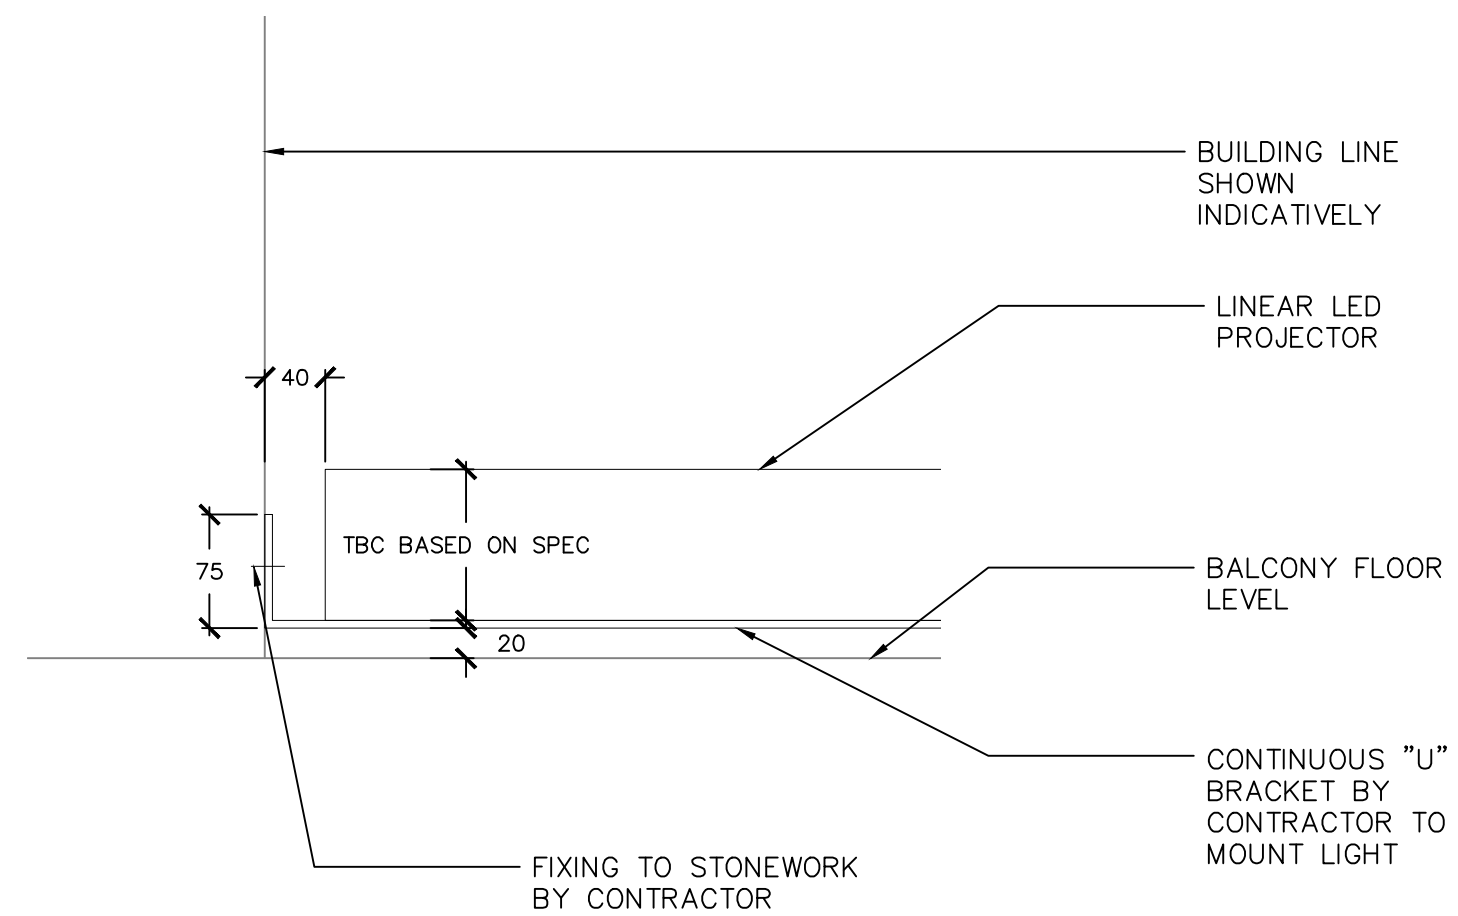 BUILDING LINE
SHOWN
INDICATIVELY
LINEAR LED
PROJECTOR
40
TBC BASED ON SPEC
75
BALCONY FLOOR
LEVEL
20
CONTINUOUS ”U”
BRACKET BY
CONTRACTOR TO
MOUNT LIGHT
FIXING TO STONEWORK
BY CONTRACTOR